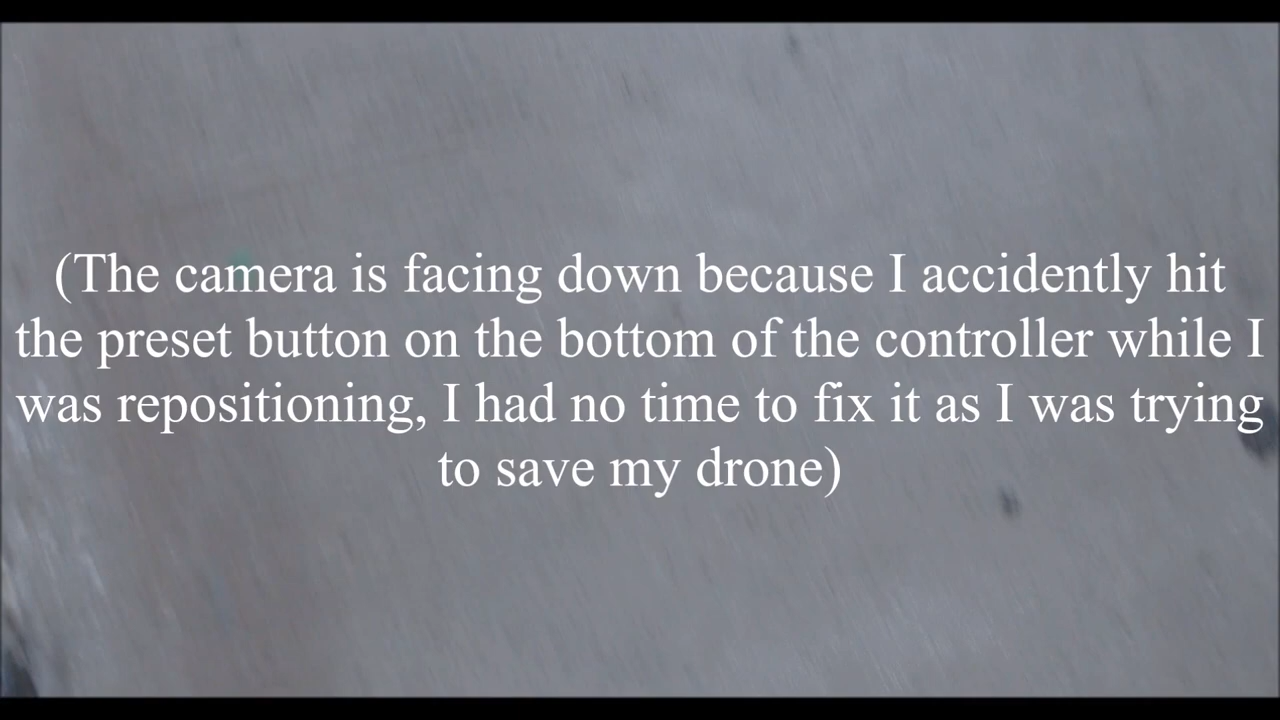 (The camera is facing down because I accidently hit
the preset button on the bottom of the controller while I
was repositioning, I had no time to fix it as I was trying
to save my drone)